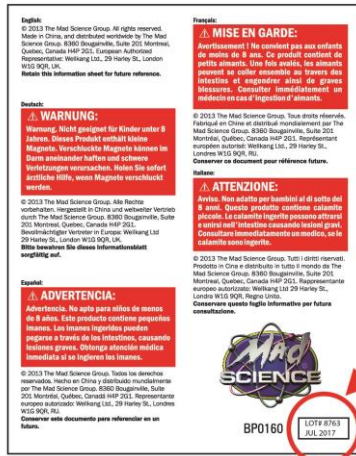 English:
© 2013 The Mad Science Group. All rights reserved.
Made in China, and distributed worldwide by The Mad
Science Group. 8360 Bougainville, Suite 201 Montreal,
Quebec, Canada H4P 2G1. European Authorized
Representative: Wellkang Ltd., 29 Harley St., London
W1G 9QR, UK.
Retain this information sheet for future reference.
Deutsch:
⚠ WARNUNG:
Warnung. Nicht geeignet für Kinder unter 8
Jahren. Dieses Produkt enthält kleine
Magnete. Verschluckte Magnete können im
Darm aneinander haften und schwere
Verletzungen verursachen. Holen Sie sofort
ärztliche Hilfe, wenn Magnete verschluckt
werden.
© 2013 The Mad Science Group. Alle Rechte
vorbehalten. Hergestellt in China und weltweiter Vertrieb
durch The Mad Science Group. 8360 Bougainville, Suite
201 Montreal, Quebec, Canada H4P 2G1.
Bevollmächtigter Vertreter in Europa: Wellkang Ltd
29 Harley St., London W1G 9QR, UK.
Bitte bewahren Sie dieses Informationsblatt
sorgfältig auf.
Español:
⚠ ADVERTENCIA:
Advertencia. No apto para niños de menos
de 8 años. Este producto contiene pequeños
imanes. Los imanes ingeridos pueden
pegarse a través de los intestinos, causando
lesiones graves. Obtenga atención médica
inmediata si se ingieren los imanes.
© 2013 The Mad Science Group. Todos los derechos
reservados. Hecho en China y distribuido mundialmente
por The Mad Science Group. 8360 Bougainville, Suite
201 Montréal, Québec, Canadá H4P 2G1. Representante
europeo autorizado: Wellkang Ltd., 29 Harley St., Londres
W1G 9QR, RU.
Conservar este documento para referenciar en un
futuro.
Français:
⚠ MISE EN GARDE:
Avertissement ! Ne convient pas aux enfants
de moins de 8 ans. Ce produit contient de
petits aimants. Une fois avalés, les aimants
peuvent se coller ensemble au travers des
intestins et engendrer ainsi de graves
blessures. Consulter immédiatement un
médecin en cas d'ingestion d'aimants.
© 2013 The Mad Science Group. Tous droits réservés.
Fabriqué en Chine et distribué mondialement par The
Mad Science Group. 8360 Bougainville, Suite 201
Montréal, Québec, Canada H4P 2G1. Représentant
européen autorisé: Wellkang Ltd., 29 Harley St.,
Londres W1G 9QR, RU.
Conserver ce document pour référence future.
Italiano:
⚠ ATTENZIONE:
Avviso. Non adatto per bambini al di sotto dei
8 anni. Questo prodotto contiene calamite
piccole. Le calamite ingerite possono attrarsi
e unirsi nell'intestino causando lesioni gravi.
Consultare immediatamente un medico, se le
calamite sono ingerite.
© 2013 The Mad Science Group. Tutti i diritti riservati.
Prodotto in Cina e distribuito in tutto il mondo da The
Mad Science Group. 8360 Bougainville, Suite 201
Montreal, Québec, Canada H4P 2G1. Rappresentante
europeo autorizzato: Wellkang Ltd., 29 Harley St.,
Londra W1G 9QR, Regno Unito.
Conservare questo foglio informativo per futura
consultazione.
Mad
SCIENCE
BP0160
LOT# 8763
JUL 2017